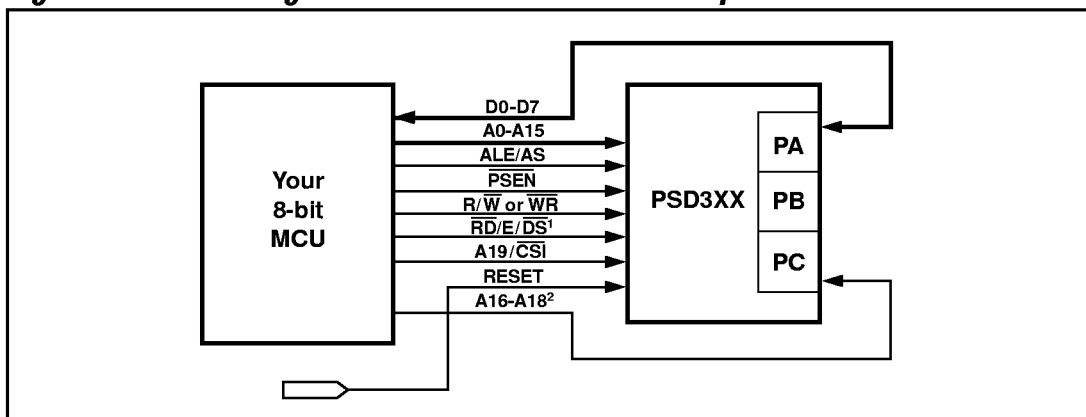 Your
8-bit
MCU
D0-D7
A0-A15
ALE/AS
PSEN
R/W or WR
RD/E/DS¹
A19/CSI
RESET
A16-A18²
PSD3XX
PA
PB
PC